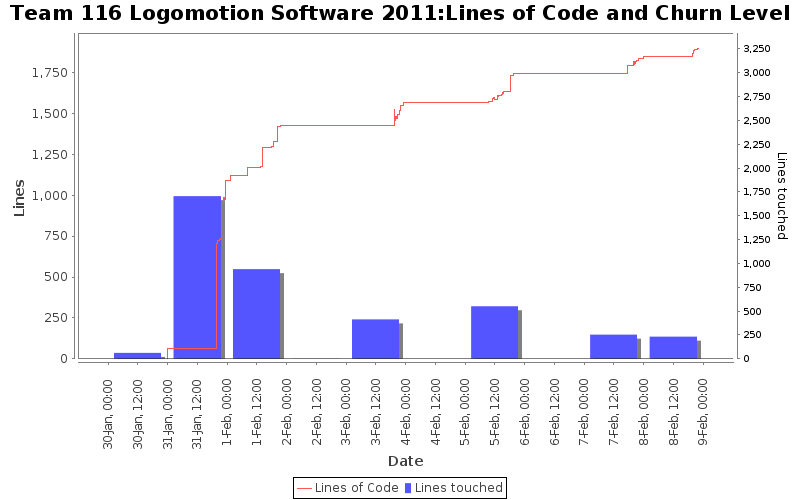 Team 116 Logomotion Software 2011:Lines of Code and Churn Level
Lines
1,750
1,500
1,250
1,000
750
500
250
0
3,250
3,000
2,750
2,500
2,250
2,000
1,750
1,500
1,250
1,000
750
500
250
0
Lines touched
30-Jan, 00:00
30-Jan, 12:00
31-Jan, 00:00
31-Jan, 12:00
1-Feb, 00:00
1-Feb, 12:00
2-Feb, 00:00
2-Feb, 12:00
3-Feb, 00:00
3-Feb, 12:00
4-Feb, 00:00
4-Feb, 12:00
5-Feb, 00:00
5-Feb, 12:00
6-Feb, 00:00
6-Feb, 12:00
7-Feb, 00:00
7-Feb, 12:00
8-Feb, 00:00
8-Feb, 12:00
9-Feb, 00:00
Date
Lines of Code Lines touched